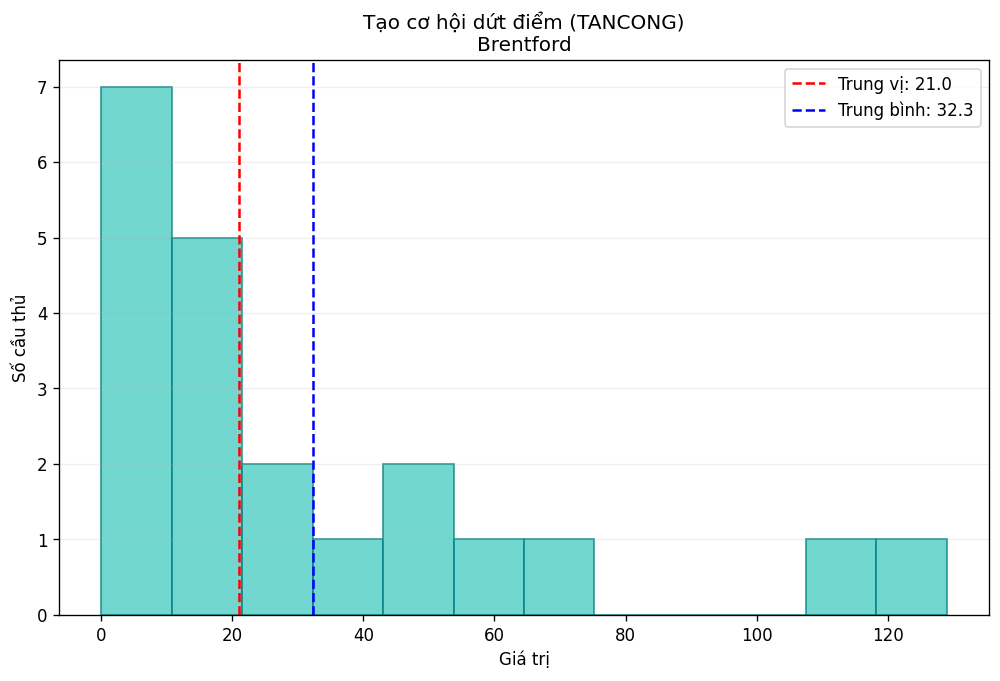 Tạo cơ hội dứt điểm (TANCONG)
Brentford
Trung vị: 21.0
Trung bình: 32.3
Số cầu thủ
7
6
5
4
3
2
1
0
0 20 40 60 80 100 120
Giá trị